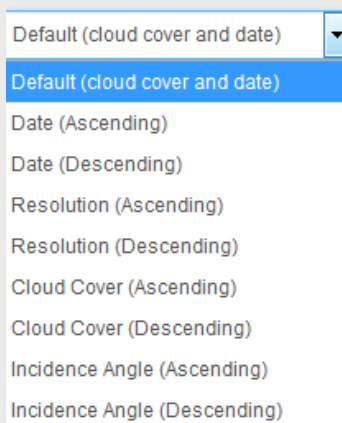 Default (cloud cover and date)
Default (cloud cover and date)
Date (Ascending)
Date (Descending)
Resolution (Ascending)
Resolution (Descending)
Cloud Cover (Ascending)
Cloud Cover (Descending)
Incidence Angle (Ascending)
Incidence Angle (Descending)